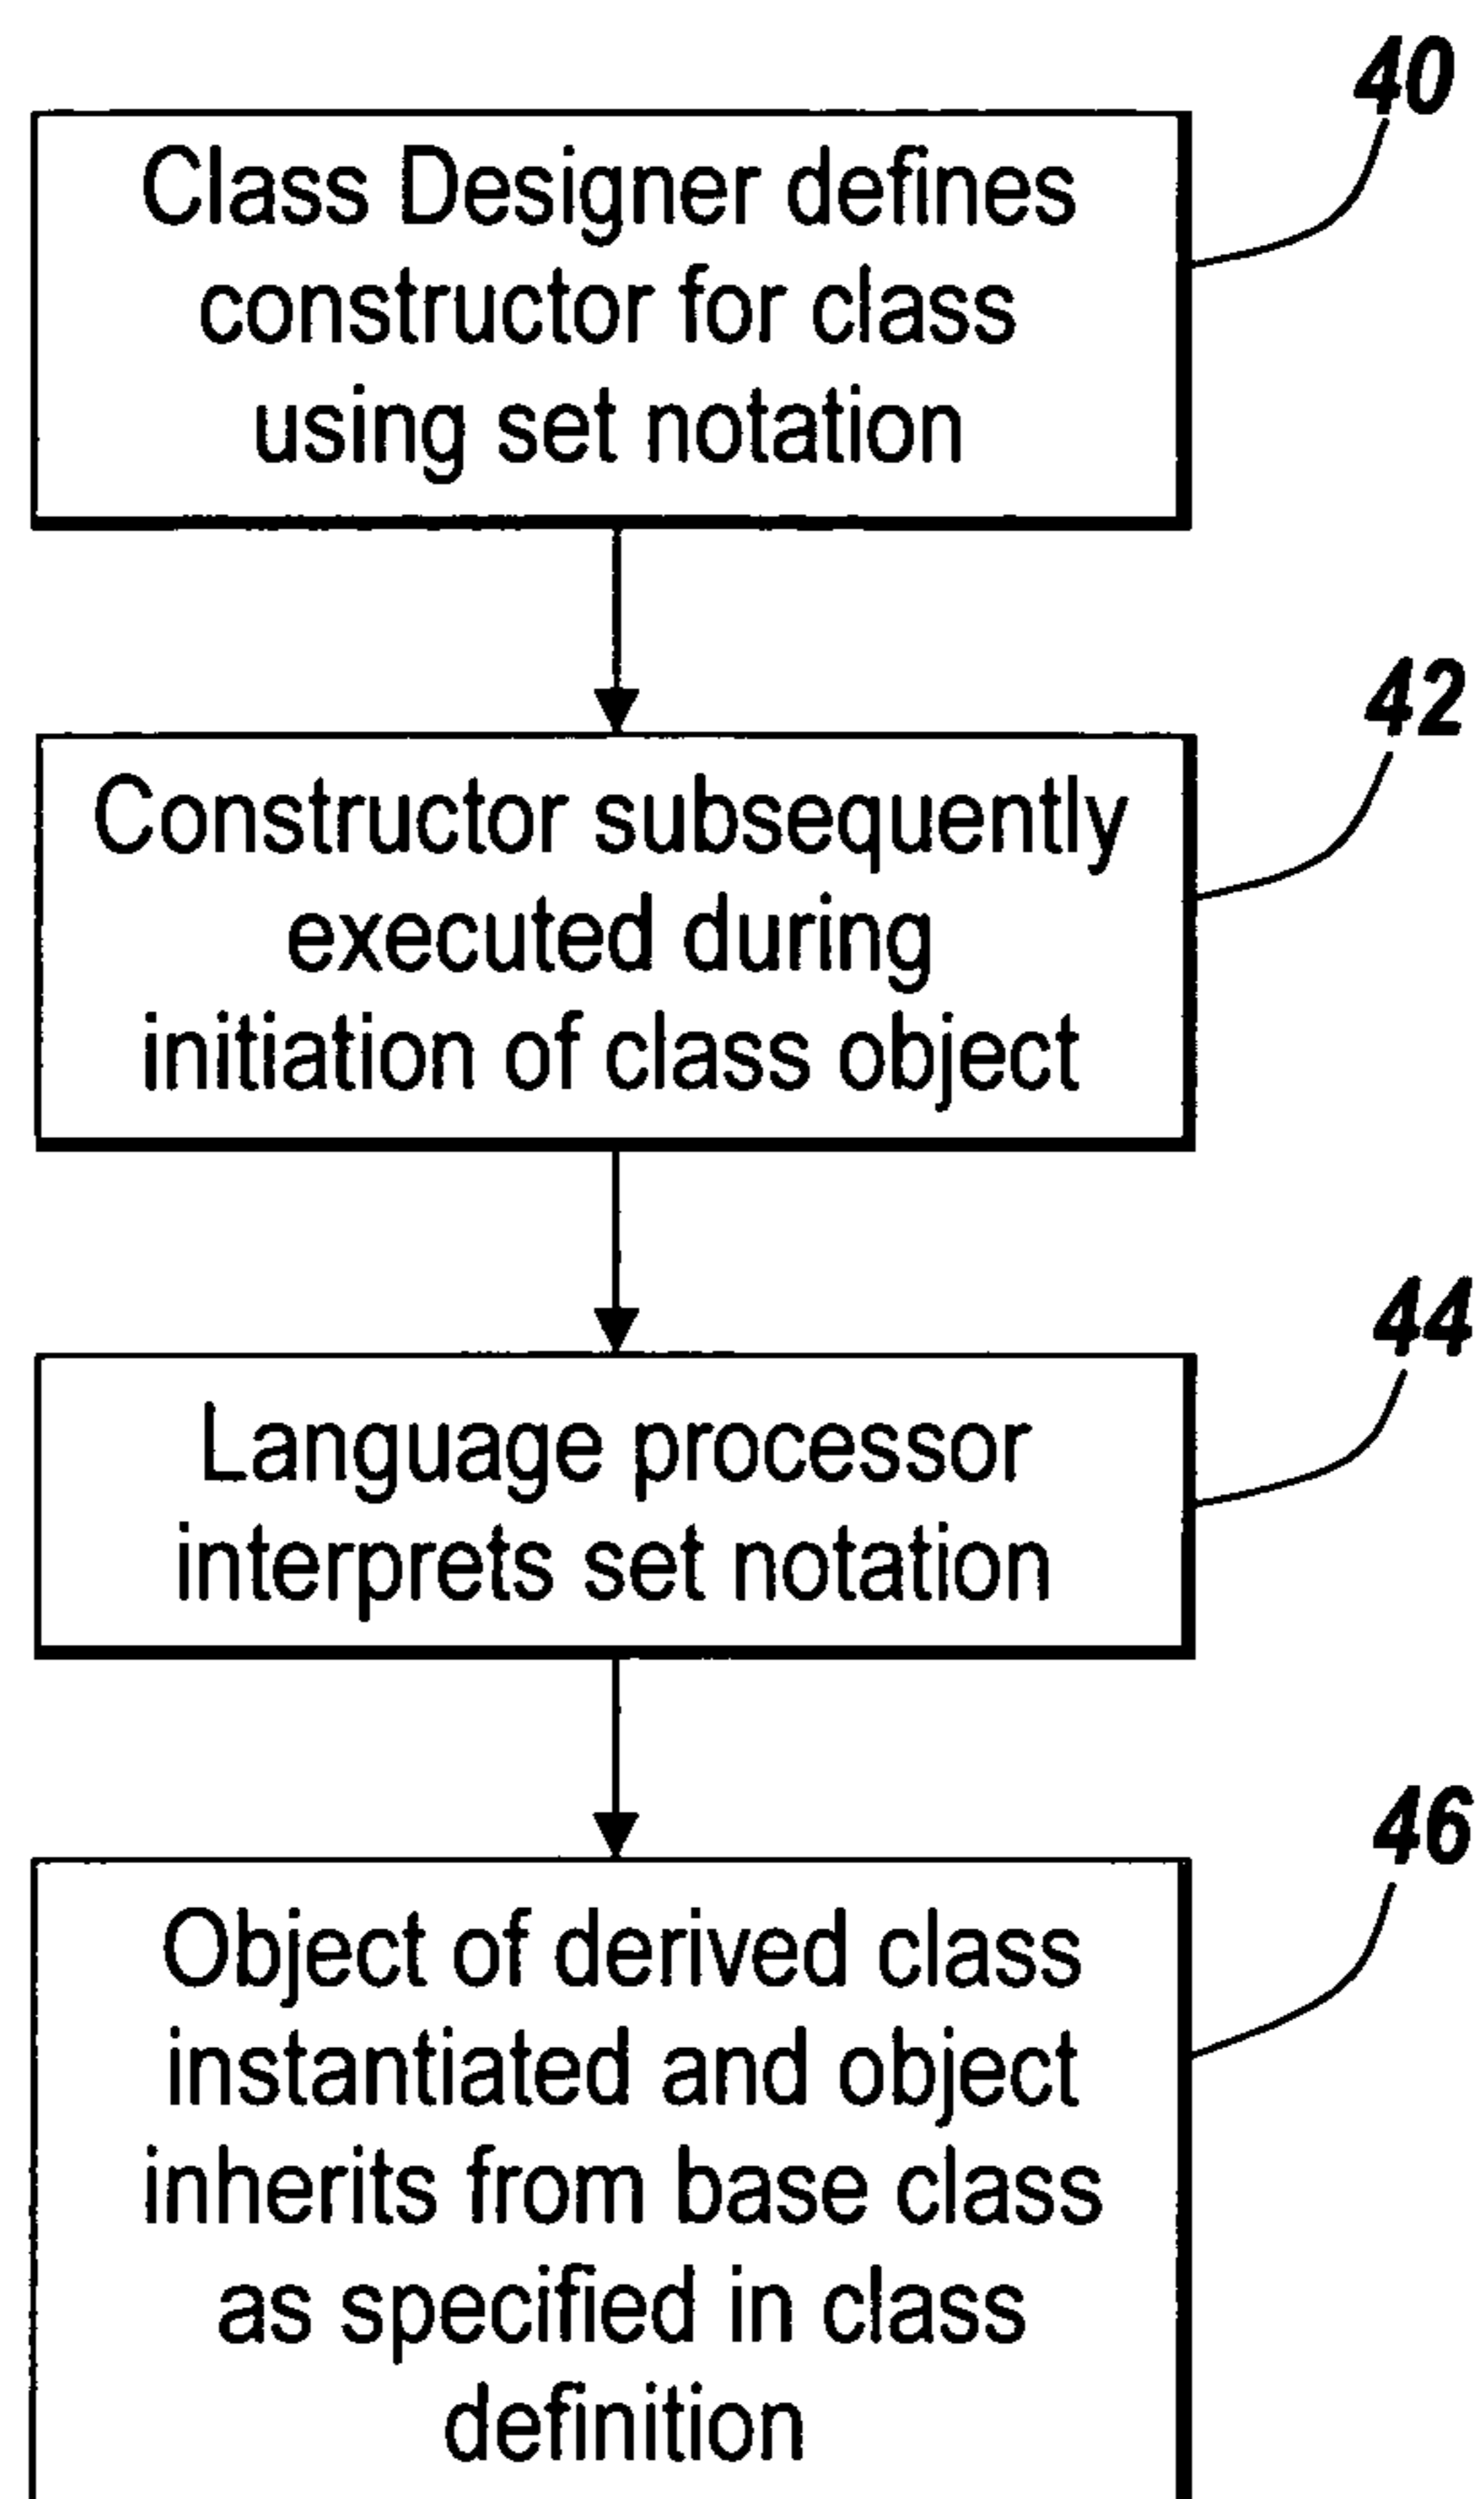 40
Class Designer defines
constructor for class
using set notation
42
Constructor subsequently
executed during
initiation of class object
44
Language processor
interprets set notation
46
Object of derived class
instantiated and object
inherits from base class
as specified in class
definition